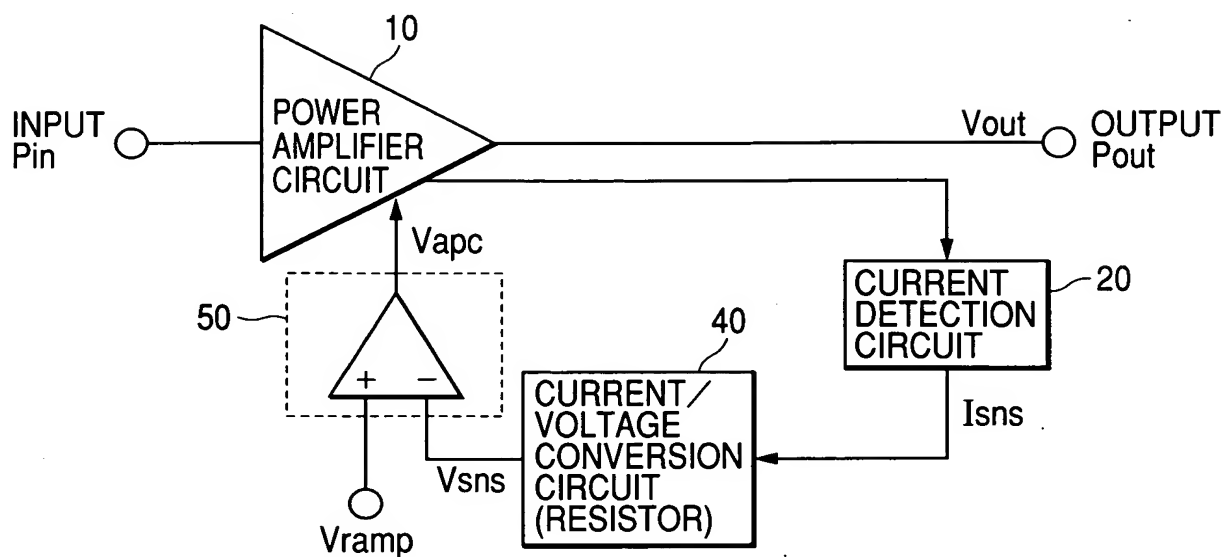 10
INPUT
Pin
POWER
AMPLIFIER
CIRCUIT
Vout
OUTPUT
Pout
Vapc
50
+ −
Vramp
Vsns
40
CURRENT /
VOLTAGE
CONVERSION
CIRCUIT
(RESISTOR)
CURRENT
DETECTION
CIRCUIT
20
Isns